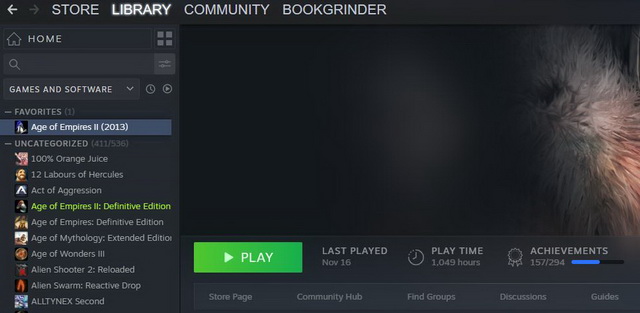 STORE LIBRARY COMMUNITY BOOKGRINDER
HOME
GAMES AND SOFTWARE
— FAVORITES (1)
Age of Empires II (2013)
— UNCATEGORIZED (411/536)
100% Orange Juice
12 Labours of Hercules
Act of Aggression
Age of Empires II: Definitive Edition
Age of Empires: Definitive Edition
Age of Mythology: Extended Edition
Age of Wonders III
Alien Shooter 2: Reloaded
Alien Swarm: Reactive Drop
ALLTYNEX Second
PLAY
LAST PLAYED
Nov 16
PLAY TIME
1,049 hours
ACHIEVEMENTS
157/294
Store Page Community Hub Find Groups Discussions Guides